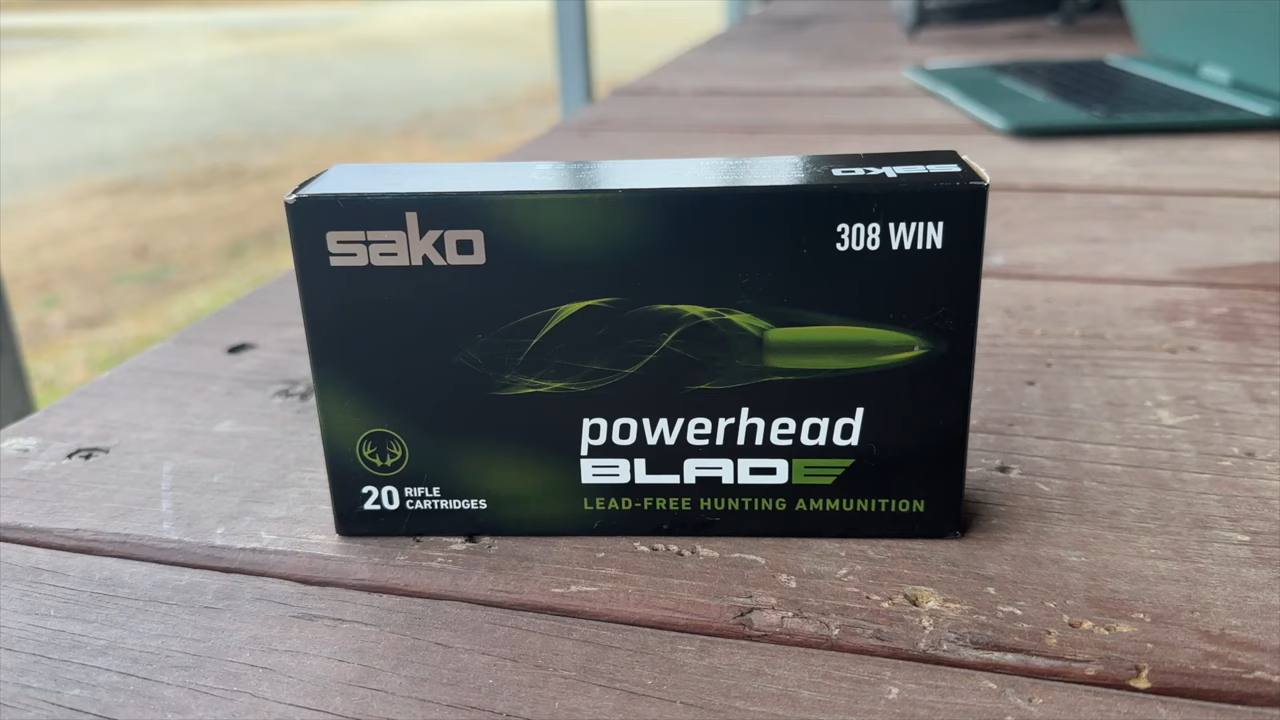 sako
sako
308 WIN
powerhead
BLADE
LEAD-FREE HUNTING AMMUNITION
20 RIFLE
CARTRIDGES